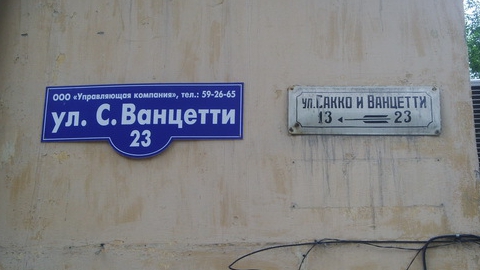 ООО «Управляющая компания», тел.: 59-26-65
ул. С.Ванцетти
23
ул. Сакко и Ванцетти
13 23